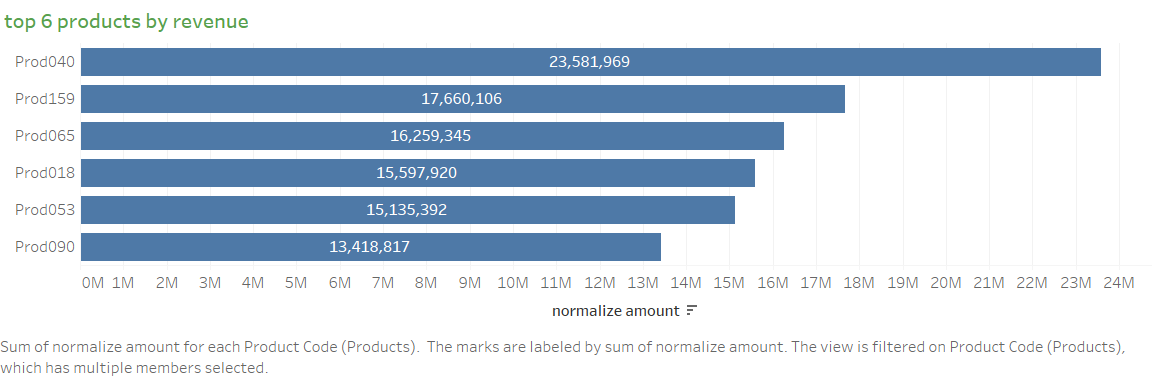 top 6 products by revenue
Prod040 23,581,969
Prod159 17,660,106
Prod065 16,259,345
Prod018 15,597,920
Prod053 15,135,392
Prod090 13,418,817
0M 1M 2M 3M 4M 5M 6M 7M 8M 9M 10M 11M 12M 13M 14M 15M 16M 17M 18M 19M 20M 21M 22M 23M 24M
normalize amount
Sum of normalize amount for each Product Code (Products).  The marks are labeled by sum of normalize amount. The view is filtered on Product Code (Products),
which has multiple members selected.